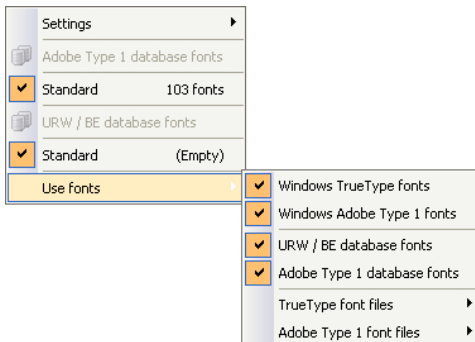 Settings
Adobe Type 1 database fonts
Standard 103 fonts
URW / BE database fonts
Standard (Empty)
Use fonts
Windows TrueType fonts
Windows Adobe Type 1 fonts
URW / BE database fonts
Adobe Type 1 database fonts
TrueType font files
Adobe Type 1 font files